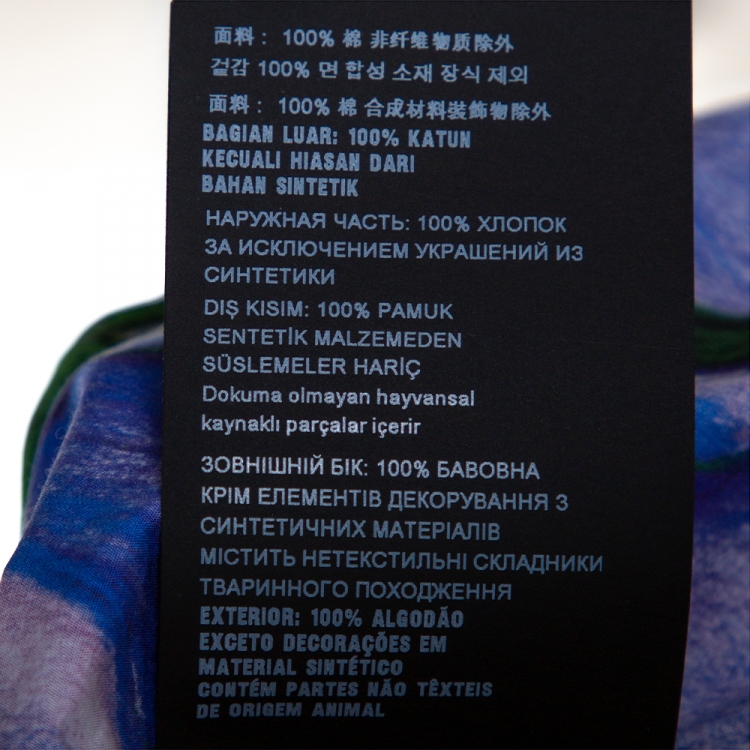 面料： 100% 棉 非纤维物质除外
겉감 100% 면 합성 소재 장식 제외
面料： 100% 棉 合成材料裝飾物除外
BAGIAN LUAR: 100% KATUN
KECUALI HIASAN DARI
BAHAN SINTETIK
НАРУЖНАЯ ЧАСТЬ: 100% ХЛОПОК
ЗА ИСКЛЮЧЕНИЕМ УКРАШЕНИЙ ИЗ
СИНТЕТИКИ
DIŞ KISIM: 100% PAMUK
SENTETİK MALZEMEDEN
SÜSLEMELER HARİÇ
Dokuma olmayan hayvansal
kaynaklı parçalar içerir
ЗОВНІШНІЙ БІК: 100% БАВОВНА
КРІМ ЕЛЕМЕНТІВ ДЕКОРУВАННЯ З
СИНТЕТИЧНИХ МАТЕРІАЛІВ
МІСТИТЬ НЕТЕКСТИЛЬНІ СКЛАДНИКИ
ТВАРИННОГО ПОХОДЖЕННЯ
EXTERIOR: 100% ALGODÃO
EXCETO DECORAÇÕES EM
MATERIAL SINTÉTICO
CONTÉM PARTES NÃO TÊXTEIS
DE ORIGEM ANIMAL